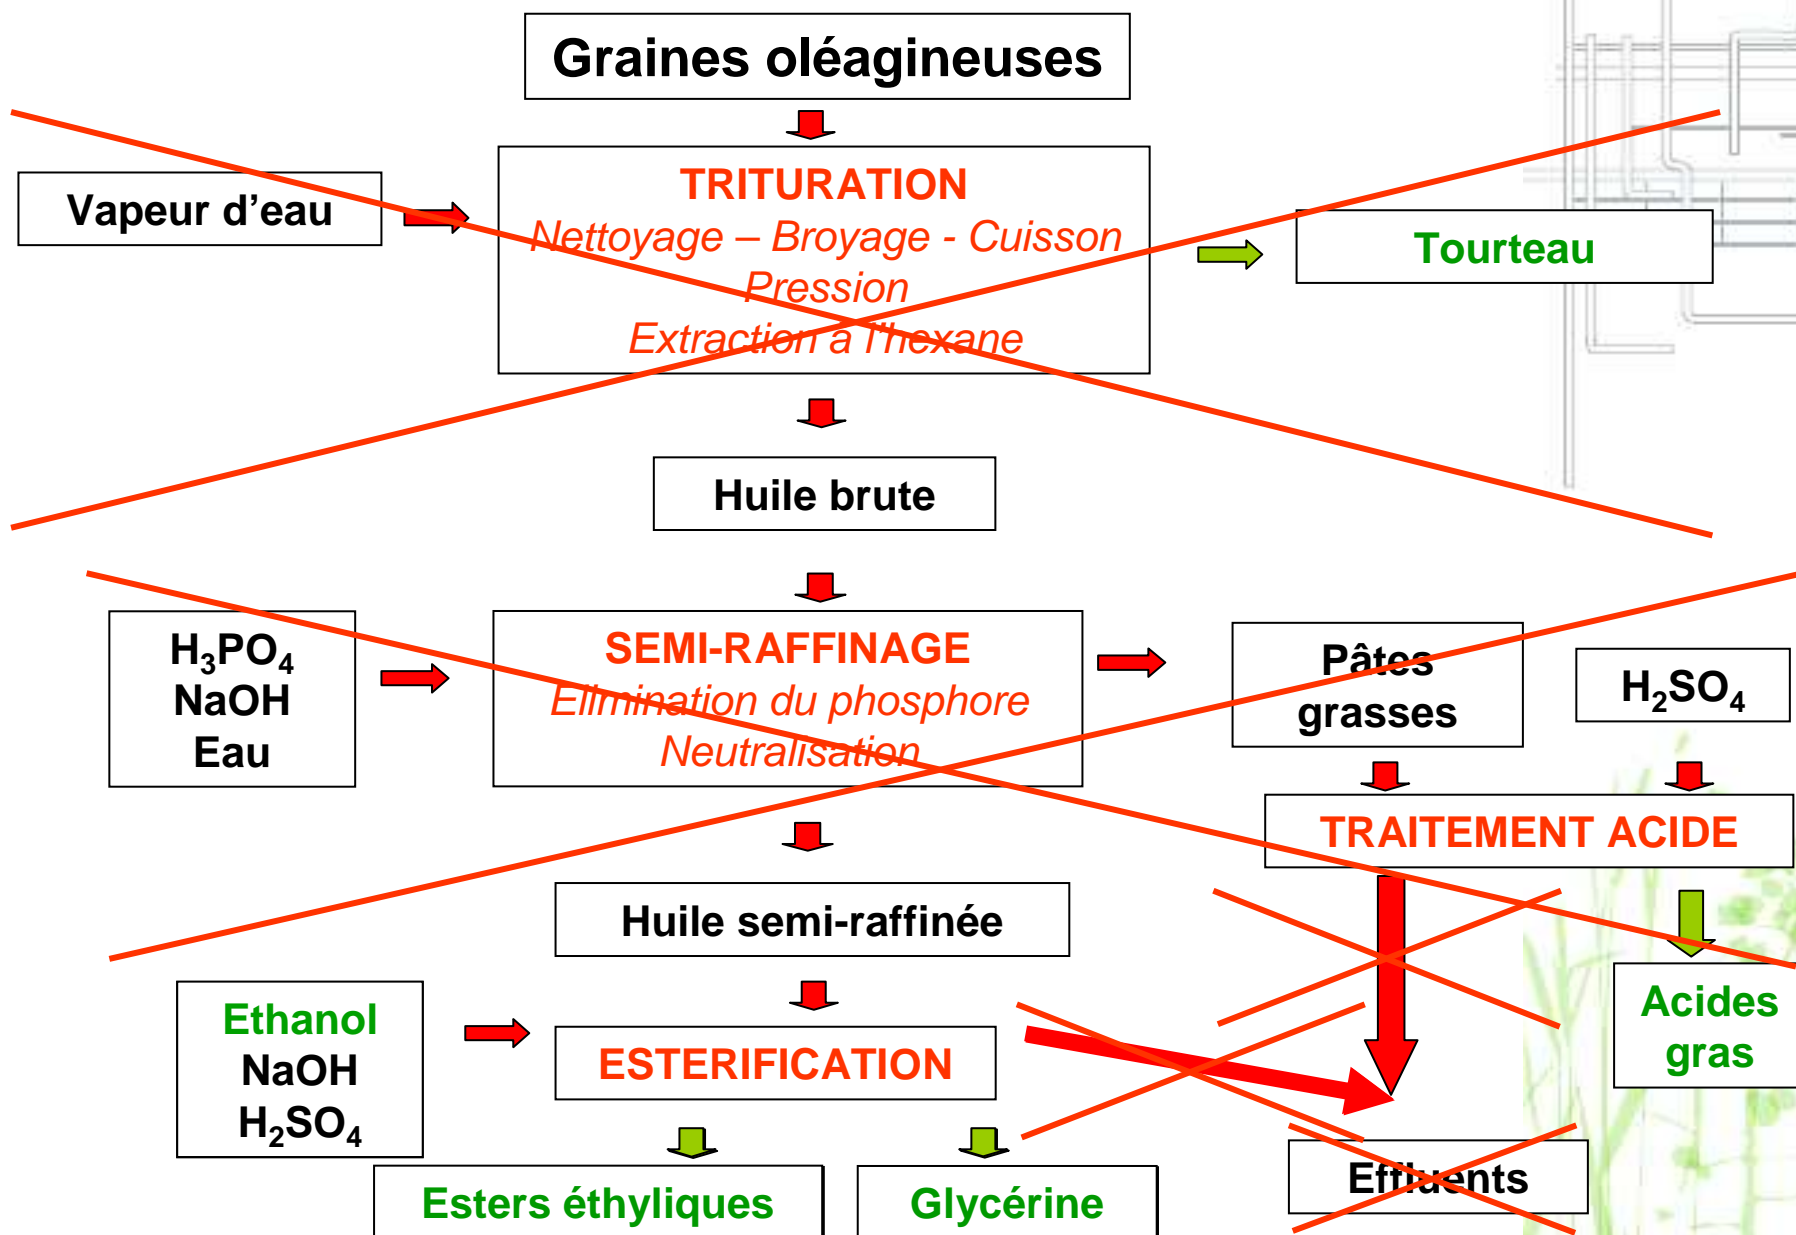 Graines oléagineuses
Vapeur d’eau
TRITURATION
Nettoyage – Broyage - Cuisson
Pression
Extraction à l’hexane
Tourteau
Huile brute
H₃PO₄
NaOH
Eau
SEMI-RAFFINAGE
Elimination du phosphore
Neutralisation
Pâtes
grasses
H₂SO₄
TRAITEMENT ACIDE
Huile semi-raffinée
Ethanol
NaOH
H₂SO₄
ESTERIFICATION
Acides
gras
Esters éthyliques
Glycérine
Effluents